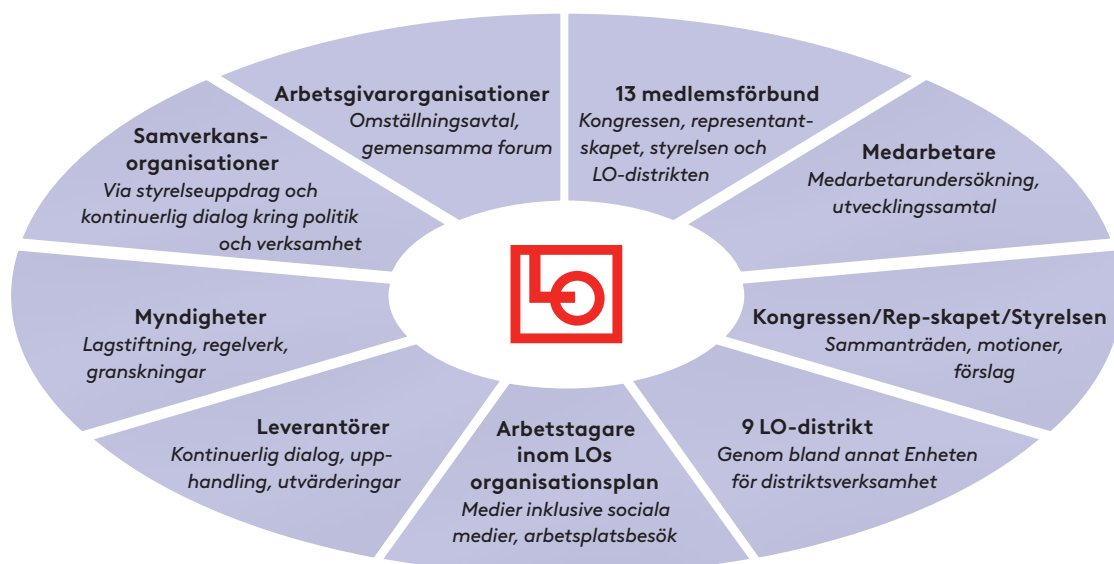 Arbetsgivarorganisationer
Omställningsavtal,
gemensamma forum
13 medlemsförbund
Kongressen, representant-
skapet, styrelsen och
LO-distrikten
Medarbetare
Medarbetarundersökning,
utvecklingssamtal
Kongressen/Rep-skapet/Styrelsen
Sammanträden, motioner,
förslag
9 LO-distrikt
Genom bland annat Enheten
för distriktsverksamhet
Arbetstagare
inom LOs
organisationsplan
Medier inklusive sociala
medier, arbetsplatsbesök
Leverantörer
Kontinuerlig dialog, upp-
handling, utvärderingar
Myndigheter
Lagstiftning, regelverk,
granskningar
Samverkans-
organisationer
Via styrelseuppdrag och
kontinuerlig dialog kring politik
och verksamhet
LO